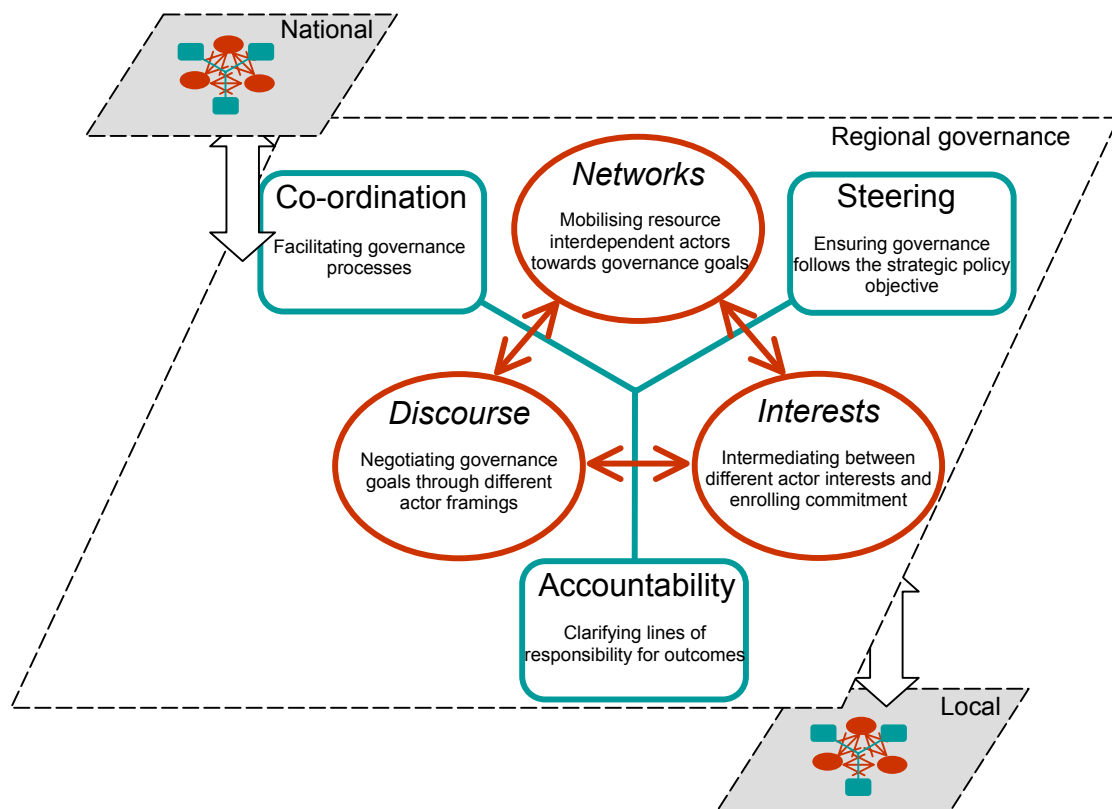 National
Regional governance
Co-ordination
Facilitating governance
processes
Networks
Mobilising resource
interdependent actors
towards governance goals
Steering
Ensuring governance
follows the strategic policy
objective
Discourse
Negotiating governance
goals through different
actor framings
Interests
Intermediating between
different actor interests and
enrolling commitment
Accountability
Clarifying lines of
responsibility for outcomes
Local